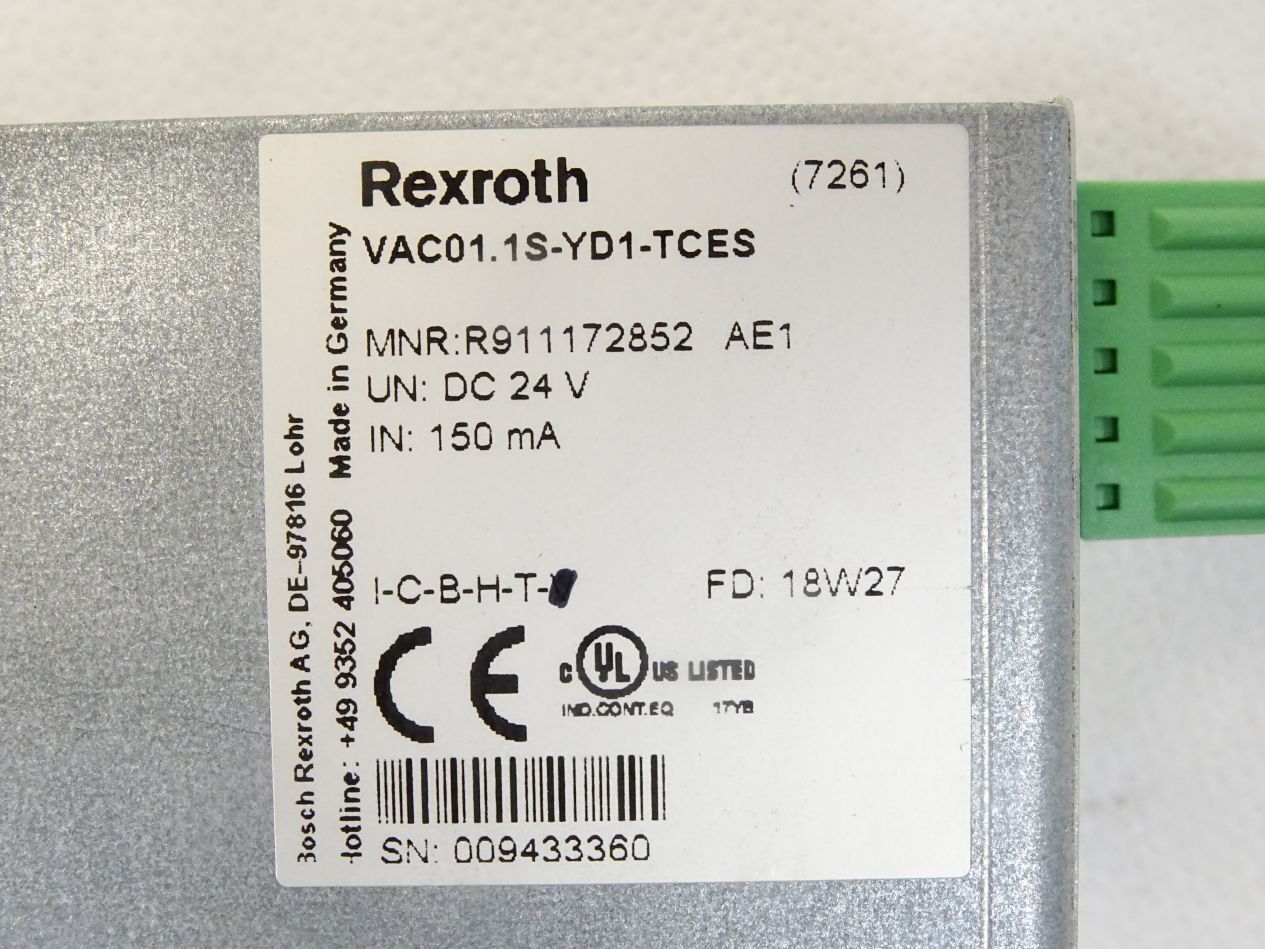 Rexroth (7261)
VAC01.1S-YD1-TCES
MNR:R911172852 AE1
UN: DC 24 V
IN: 150 mA
I-C-B-H-T-
FD: 18W27
CE
C UL US LISTED
IND.CONT.EQ 17YB
SN: 009433360
Bosch Rexroth AG, DE-97816 Lohr
Hotline: +49 9352 405060 Made in Germany